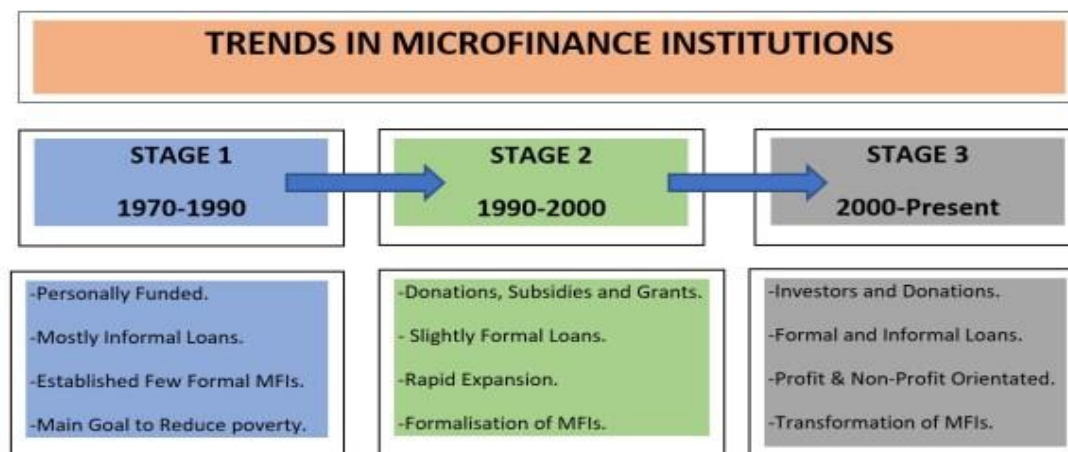 TRENDS IN MICROFINANCE INSTITUTIONS
STAGE 1
1970-1990
STAGE 2
1990-2000
STAGE 3
2000-Present
-Personally Funded.
-Mostly Informal Loans.
-Established Few Formal MFIs.
-Main Goal to Reduce poverty.
-Donations, Subsidies and Grants.
- Slightly Formal Loans.
-Rapid Expansion.
-Formalisation of MFIs.
-Investors and Donations.
-Formal and Informal Loans.
-Profit & Non-Profit Orientated.
-Transformation of MFIs.